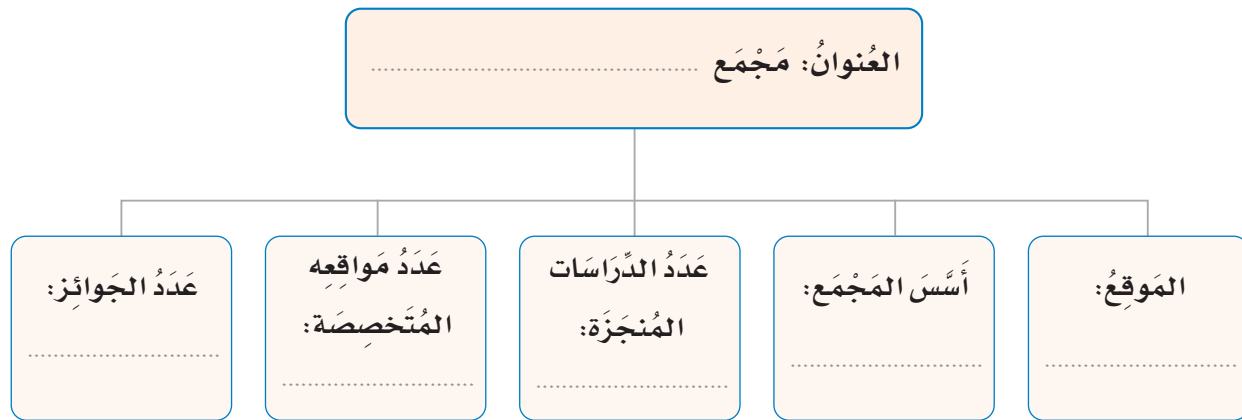 العُنوانُ: مَجْمَع ........................................
المَوقِعُ:
........................................
أَسَّسَ المَجْمَع:
........................................
عَدَدُ الدِّرَاسَات
المُنجَزَة:
........................................
عَدَدُ مَواقِعِه
المُتَخصِصَة:
........................................
عَدَدُ الجَوائِز:
........................................